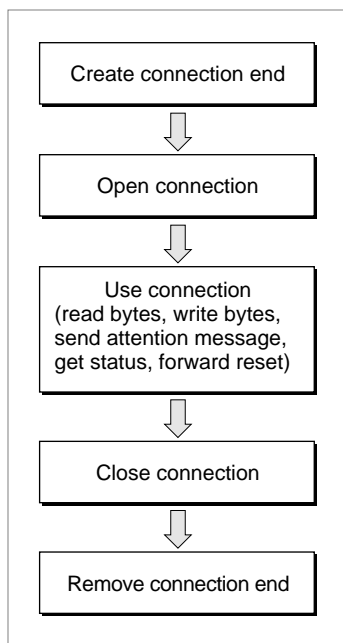 Create connection end
Open connection
Use connection
(read bytes, write bytes,
send attention message,
get status, forward reset)
Close connection
Remove connection end